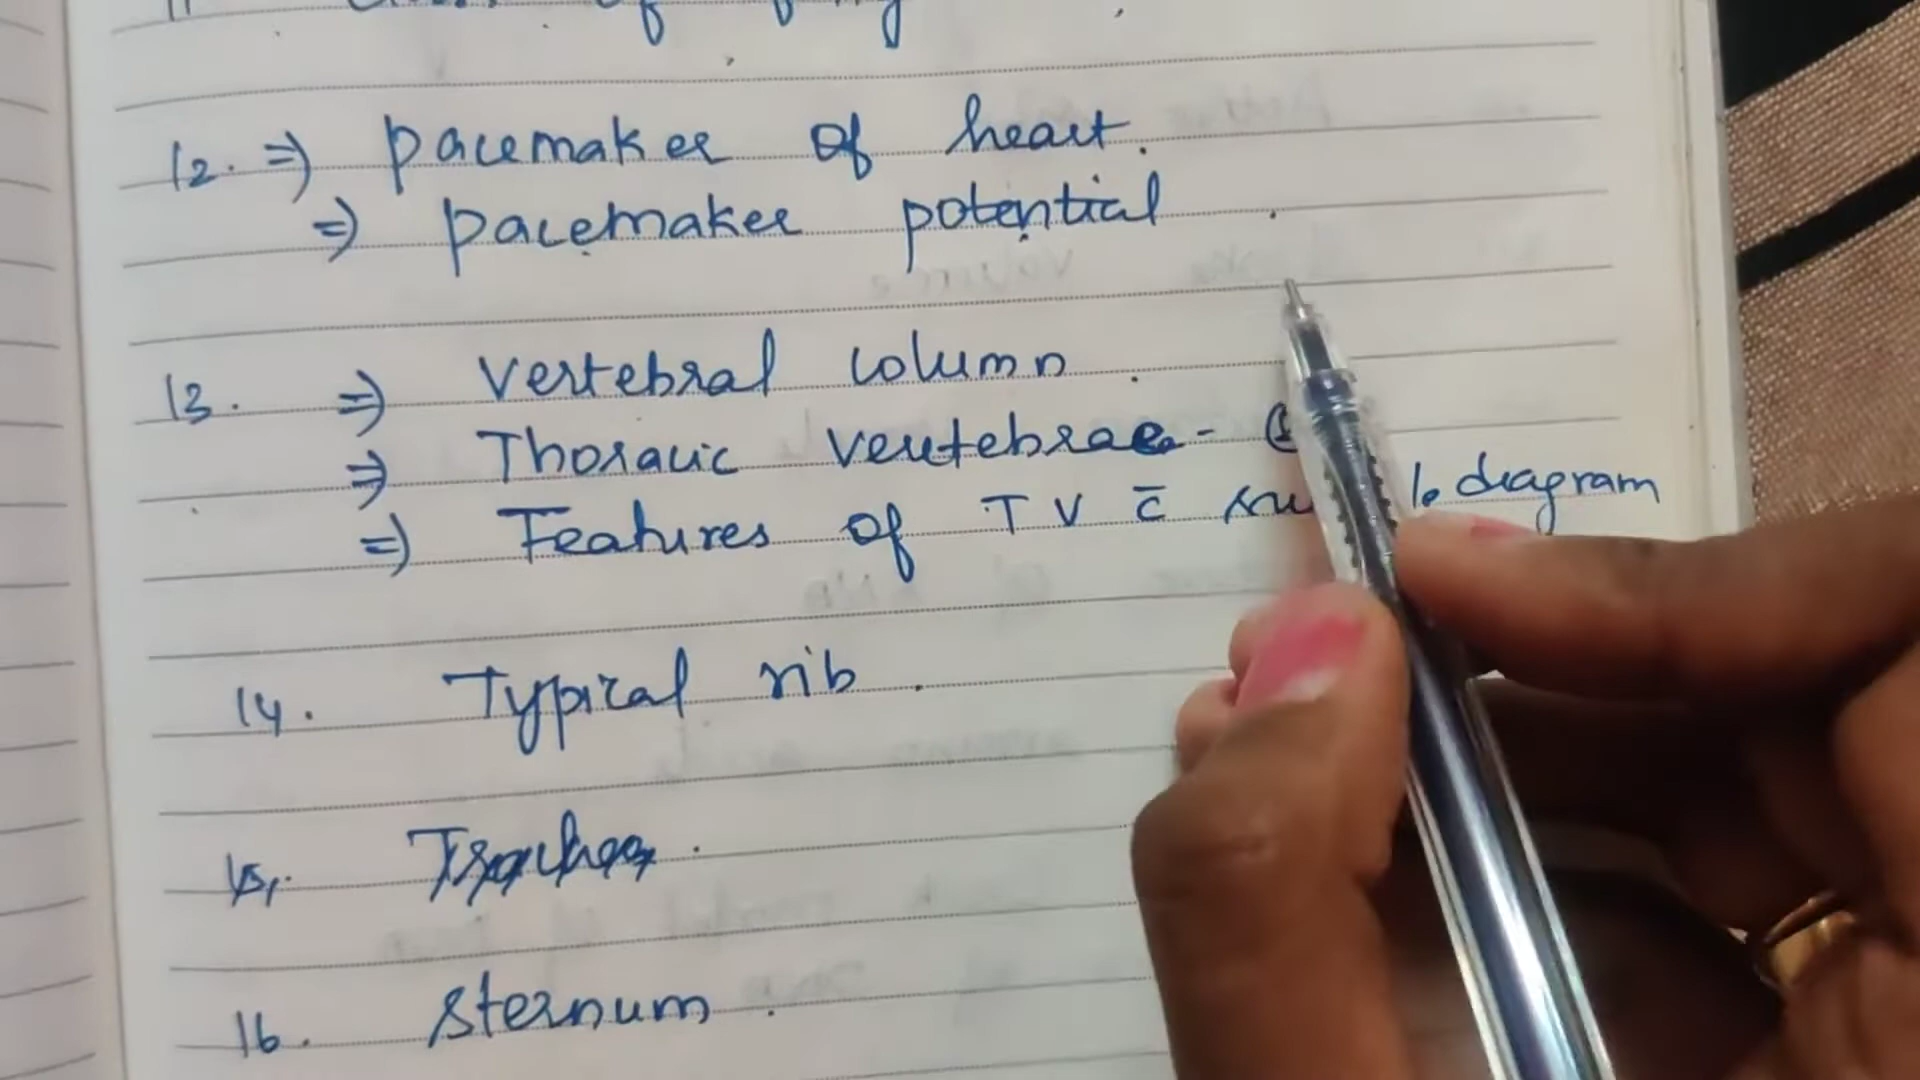 12. ⇒ pacemaker of heart.
⇒ pacemaker potential
13. ⇒ Vertebral column
⇒ Thoracic vertebrae -
⇒ Features of T V c̄ diagram
14. Typical rib
15. Trachea
16. Sternum